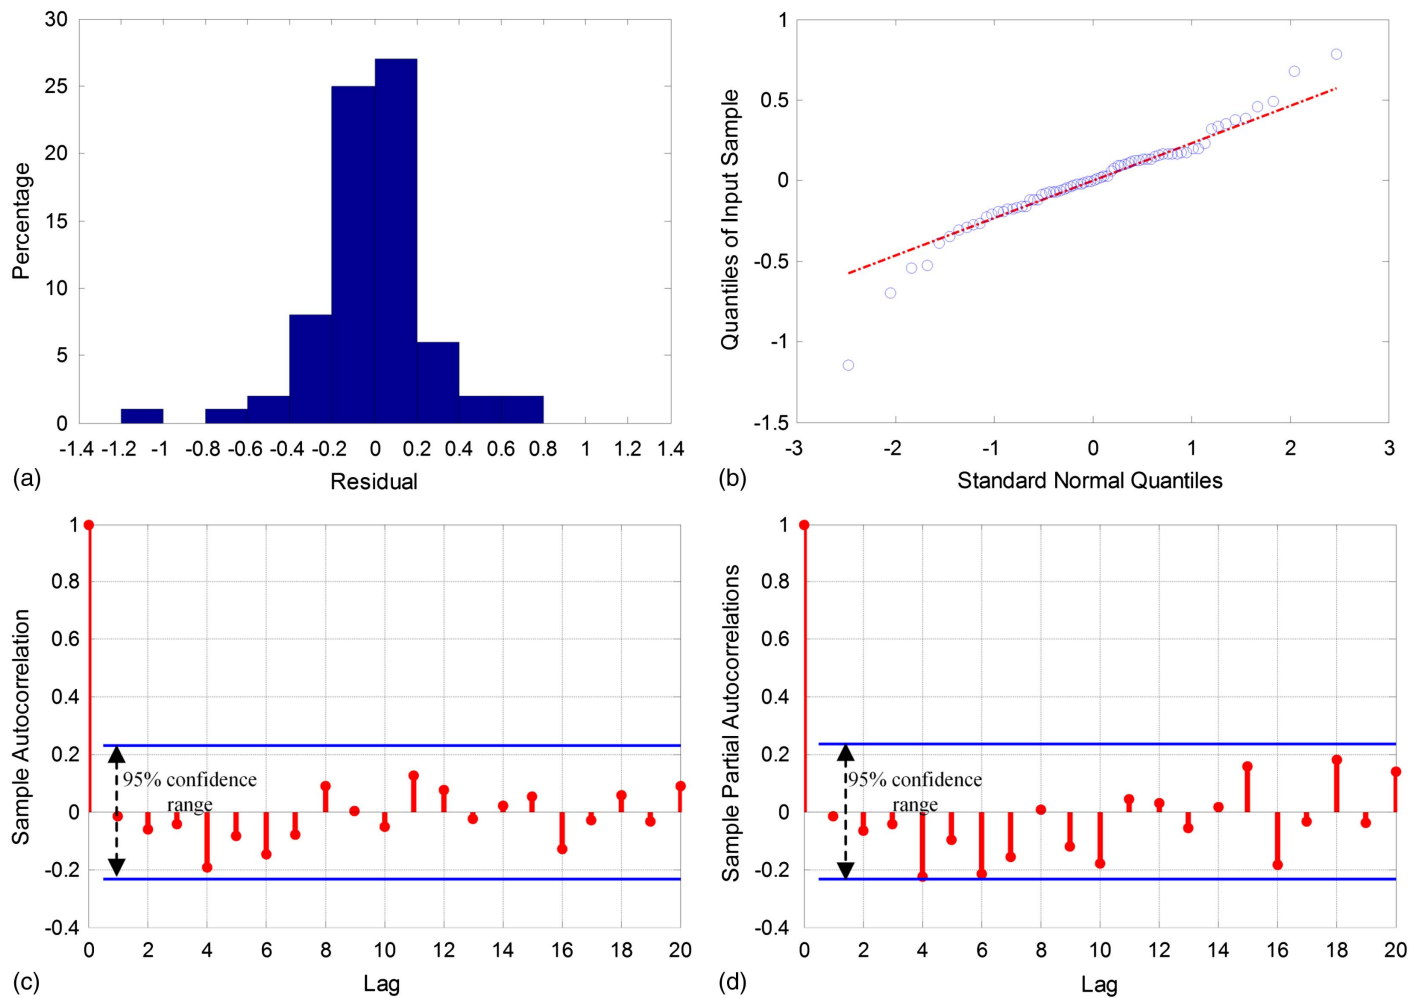 30
25
20
15
10
5
0
Percentage
-1.4 -1.2 -1 -0.8 -0.6 -0.4 -0.2 0 0.2 0.4 0.6 0.8 1 1.2 1.4
Residual
(a)
1
0.5
0
-0.5
-1
-1.5
Quantiles of Input Sample
-3 -2 -1 0 1 2 3
Standard Normal Quantiles
(b)
1
0.8
0.6
0.4
0.2
0
-0.2
-0.4
Sample Autocorrelation
95% confidence
range
0 2 4 6 8 10 12 14 16 18 20
Lag
(c)
1
0.8
0.6
0.4
0.2
0
-0.2
-0.4
Sample Partial Autocorrelations
95% confidence
range
0 2 4 6 8 10 12 14 16 18 20
Lag
(d)